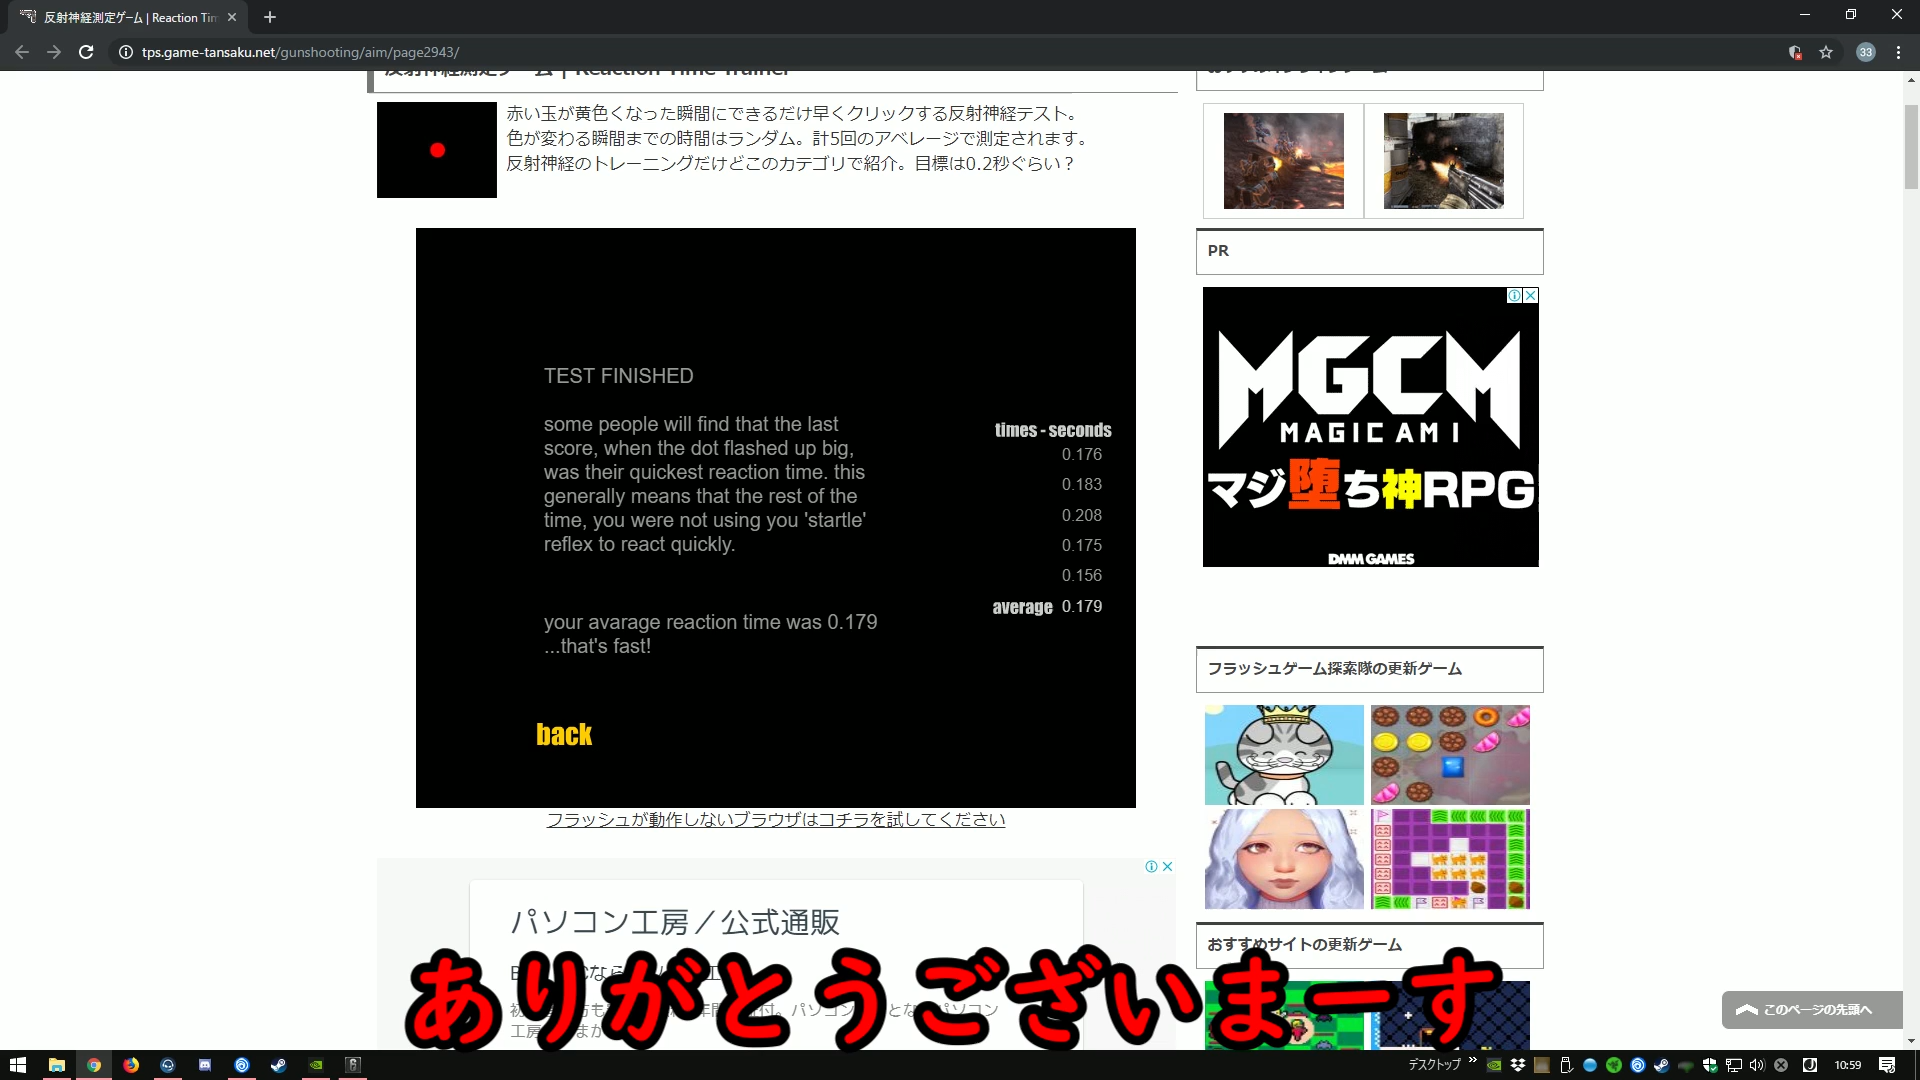 反射神経測定ゲーム | Reaction Tim
tps.game-tansaku.net/gunshooting/aim/page2943/
33
反射神経測定ゲーム | Reaction Time Trainer
赤い玉が黄色くなった瞬間にできるだけ早くクリックする反射神経テスト。
色が変わる瞬間までの時間はランダム。計5回のアベレージで測定されます。
反射神経のトレーニングだけどこのカテゴリで紹介。目標は0.2秒ぐらい？
TEST FINISHED
some people will find that the last
score, when the dot flashed up big,
was their quickest reaction time. this
generally means that the rest of the
time, you were not using you 'startle'
reflex to react quickly.
your avarage reaction time was 0.179
...that's fast!
back
times - seconds
0.176
0.183
0.208
0.175
0.156
average 0.179
フラッシュが動作しないブラウザはコチラを試してください
PR
MGCM
MAGICAMI
マジ堕ち神RPG
DMM GAMES
フラッシュゲーム探索隊の更新ゲーム
おすすめサイトの更新ゲーム
パソコン工房／公式通販
ありがとうございまーす
このページの先頭へ
デスクトップ
10:59